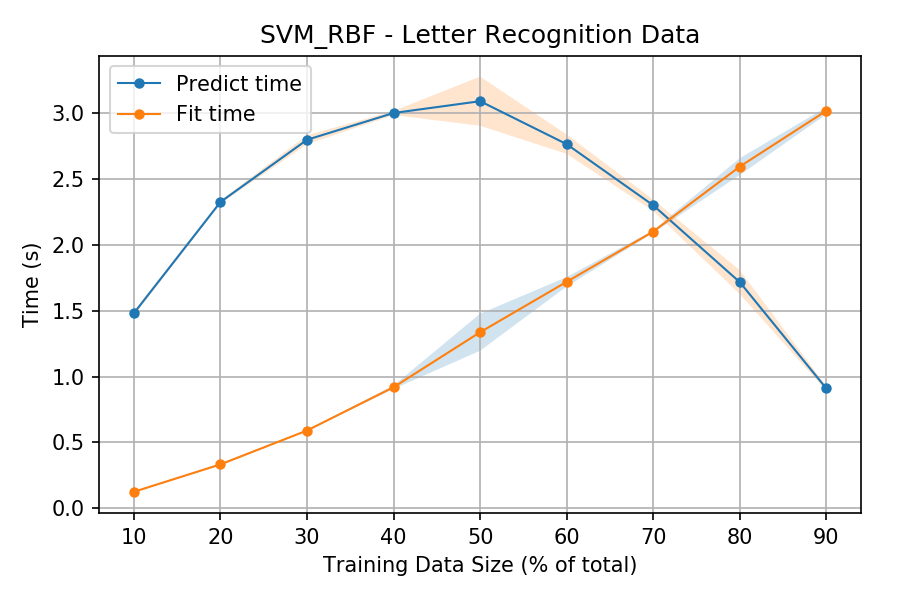 SVM_RBF - Letter Recognition Data
Predict time
Fit time
3.0
2.5
2.0
1.5
1.0
0.5
0.0
Time (s)
10 20 30 40 50 60 70 80 90
Training Data Size (% of total)